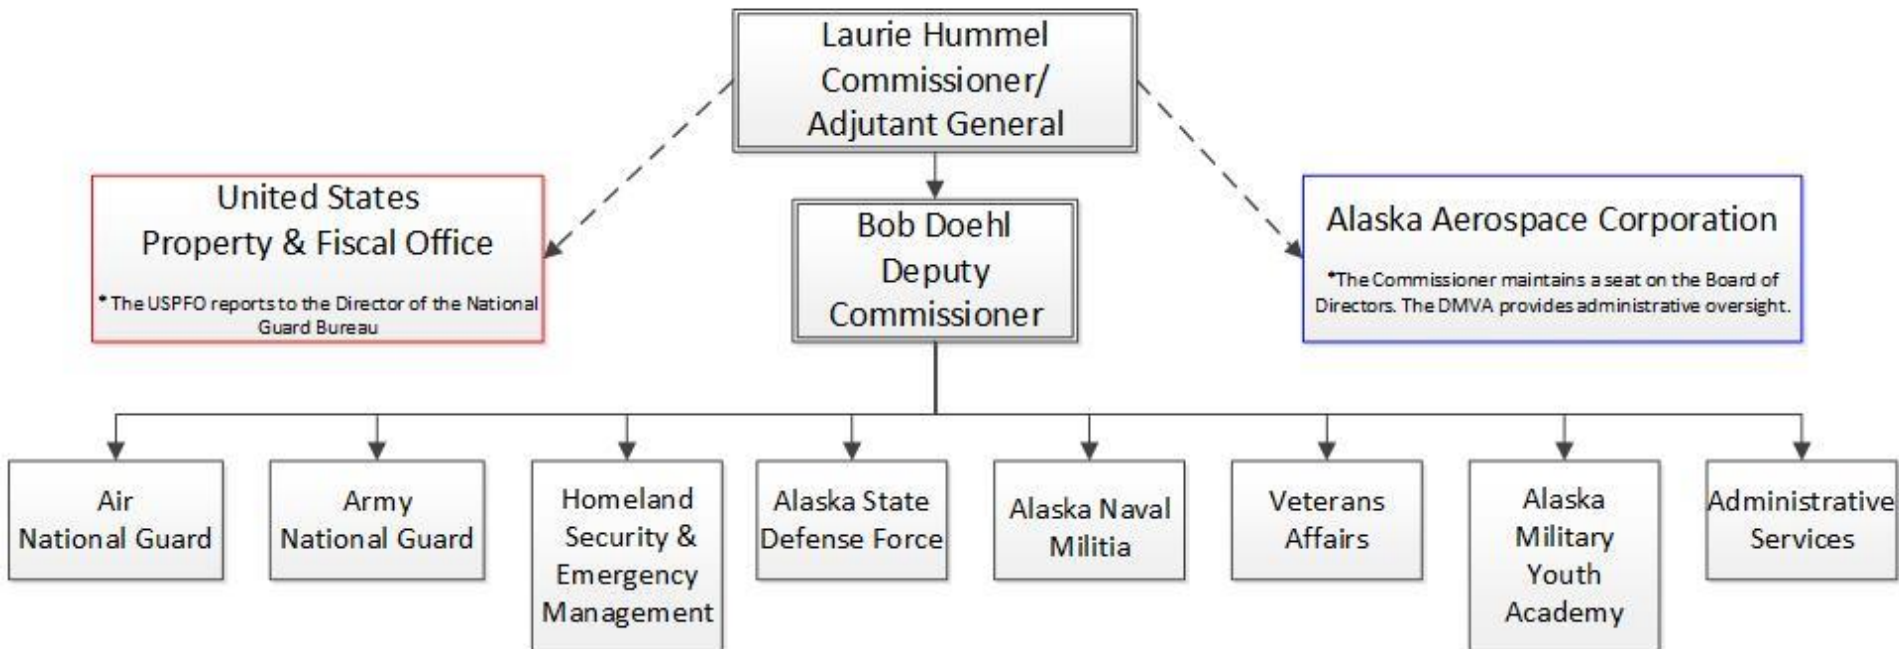 Laurie Hummel
Commissioner/
Adjutant General
United States
Property & Fiscal Office
* The USPFO reports to the Director of the National
Guard Bureau
Bob Doehl
Deputy
Commissioner
Alaska Aerospace Corporation
*The Commissioner maintains a seat on the Board of
Directors. The DMVA provides administrative oversight.
Air
National Guard
Army
National Guard
Homeland
Security &
Emergency
Management
Alaska State
Defense Force
Alaska Naval
Militia
Veterans
Affairs
Alaska
Military
Youth
Academy
Administrative
Services